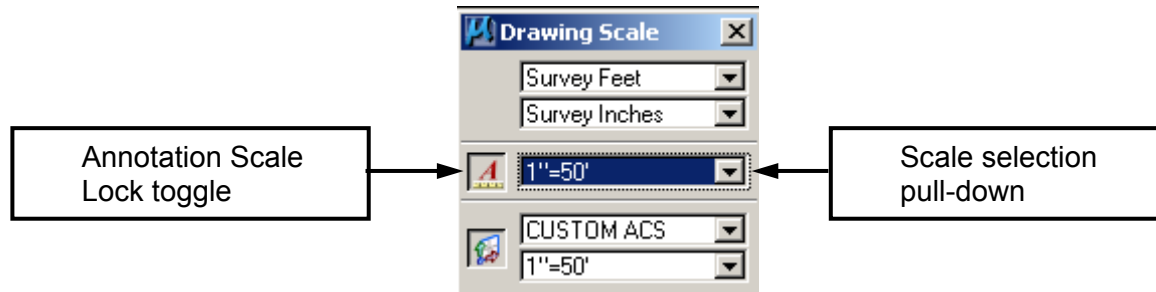 Drawing Scale
Survey Feet
Survey Inches
Annotation Scale
Lock toggle
1"=50'
Scale selection
pull-down
CUSTOM ACS
1"=50'